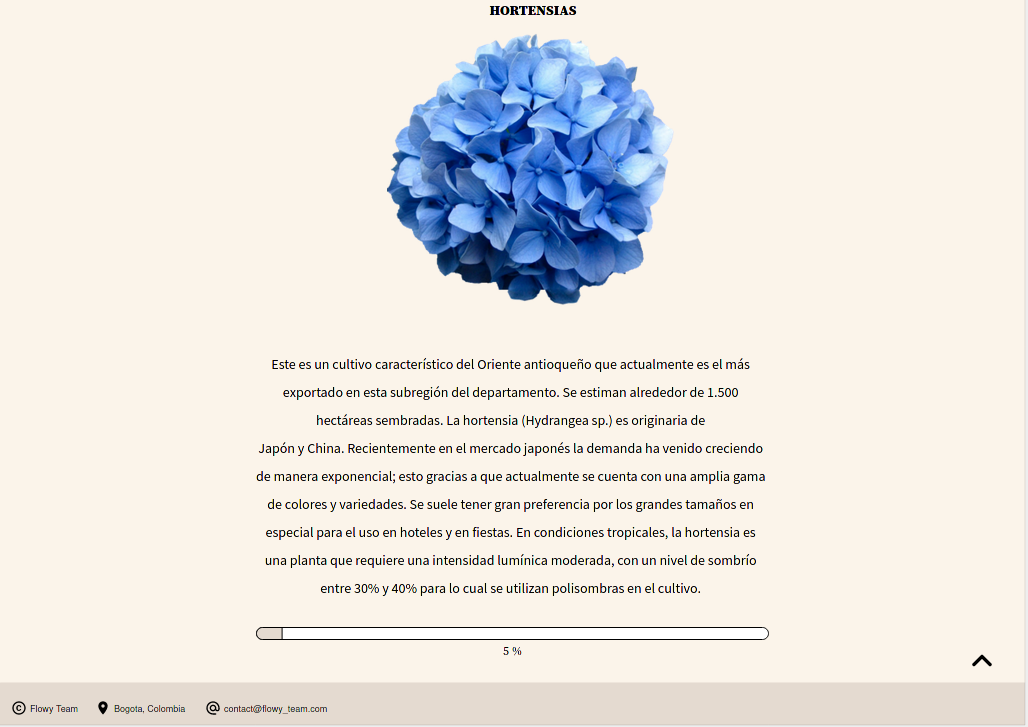 HORTENSIAS
Este es un cultivo característico del Oriente antioqueño que actualmente es el más
exportado en esta subregión del departamento. Se estiman alrededor de 1.500
hectáreas sembradas. La hortensia (Hydrangea sp.) es originaria de
Japón y China. Recientemente en el mercado japonés la demanda ha venido creciendo
de manera exponencial; esto gracias a que actualmente se cuenta con una amplia gama
de colores y variedades. Se suele tener gran preferencia por los grandes tamaños en
especial para el uso en hoteles y en fiestas. En condiciones tropicales, la hortensia es
una planta que requiere una intensidad lumínica moderada, con un nivel de sombrío
entre 30% y 40% para lo cual se utilizan polisombras en el cultivo.
5 %
© Flowy Team Bogota, Colombia @ contact@flowy_team.com